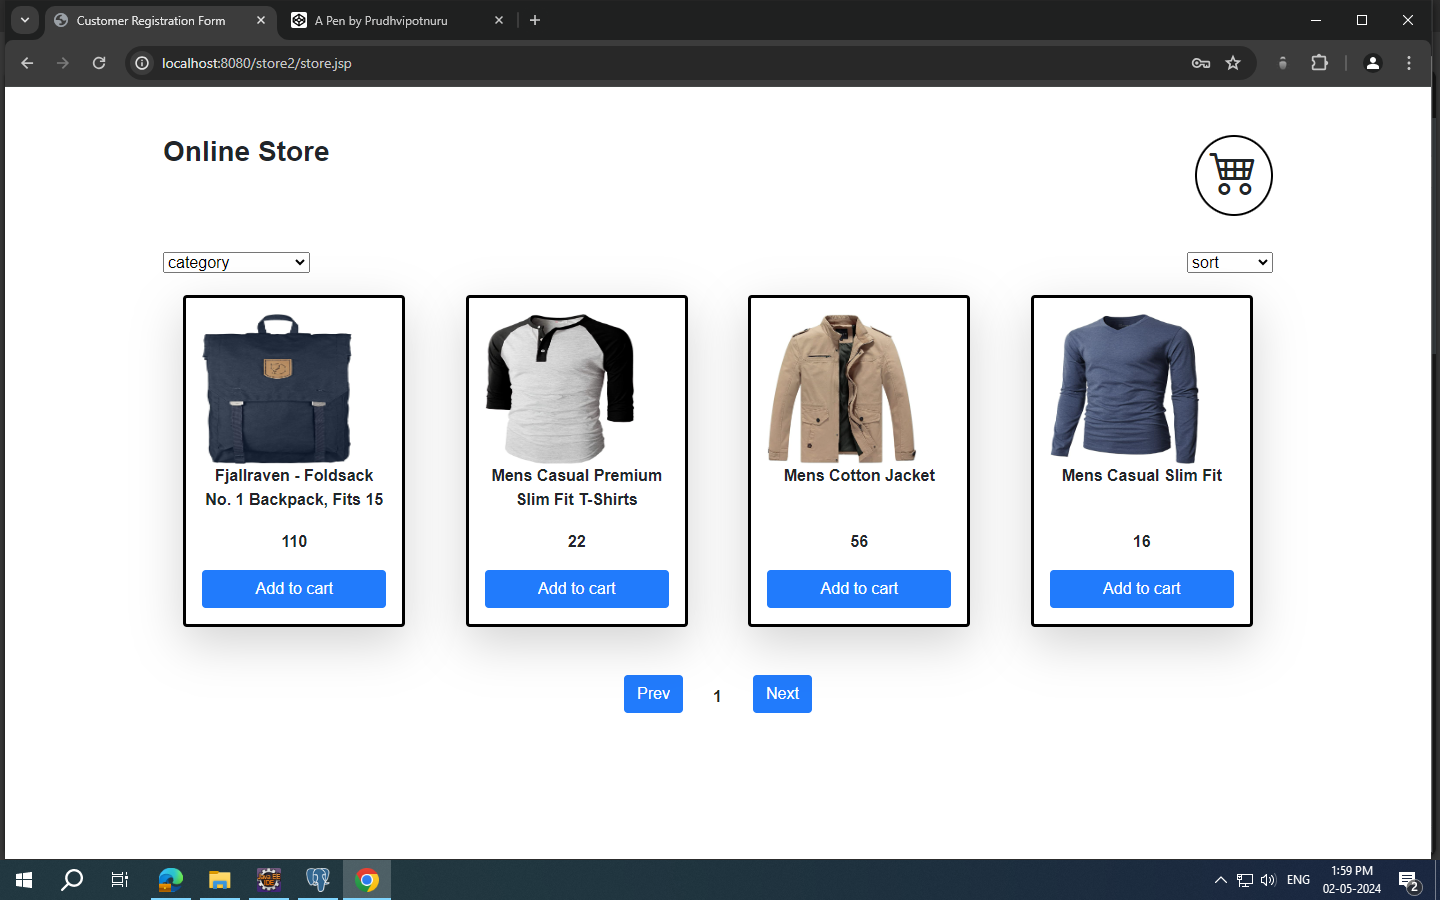 Customer Registration Form
A Pen by Prudhvipotnuru
localhost:8080/store2/store.jsp
Online Store
category
sort
Fjallraven - Foldsack
No. 1 Backpack, Fits 15
110
Add to cart
Mens Casual Premium
Slim Fit T-Shirts
22
Add to cart
Mens Cotton Jacket
56
Add to cart
Mens Casual Slim Fit
16
Add to cart
Prev
1
Next
ENG
1:59 PM
02-05-2024
2